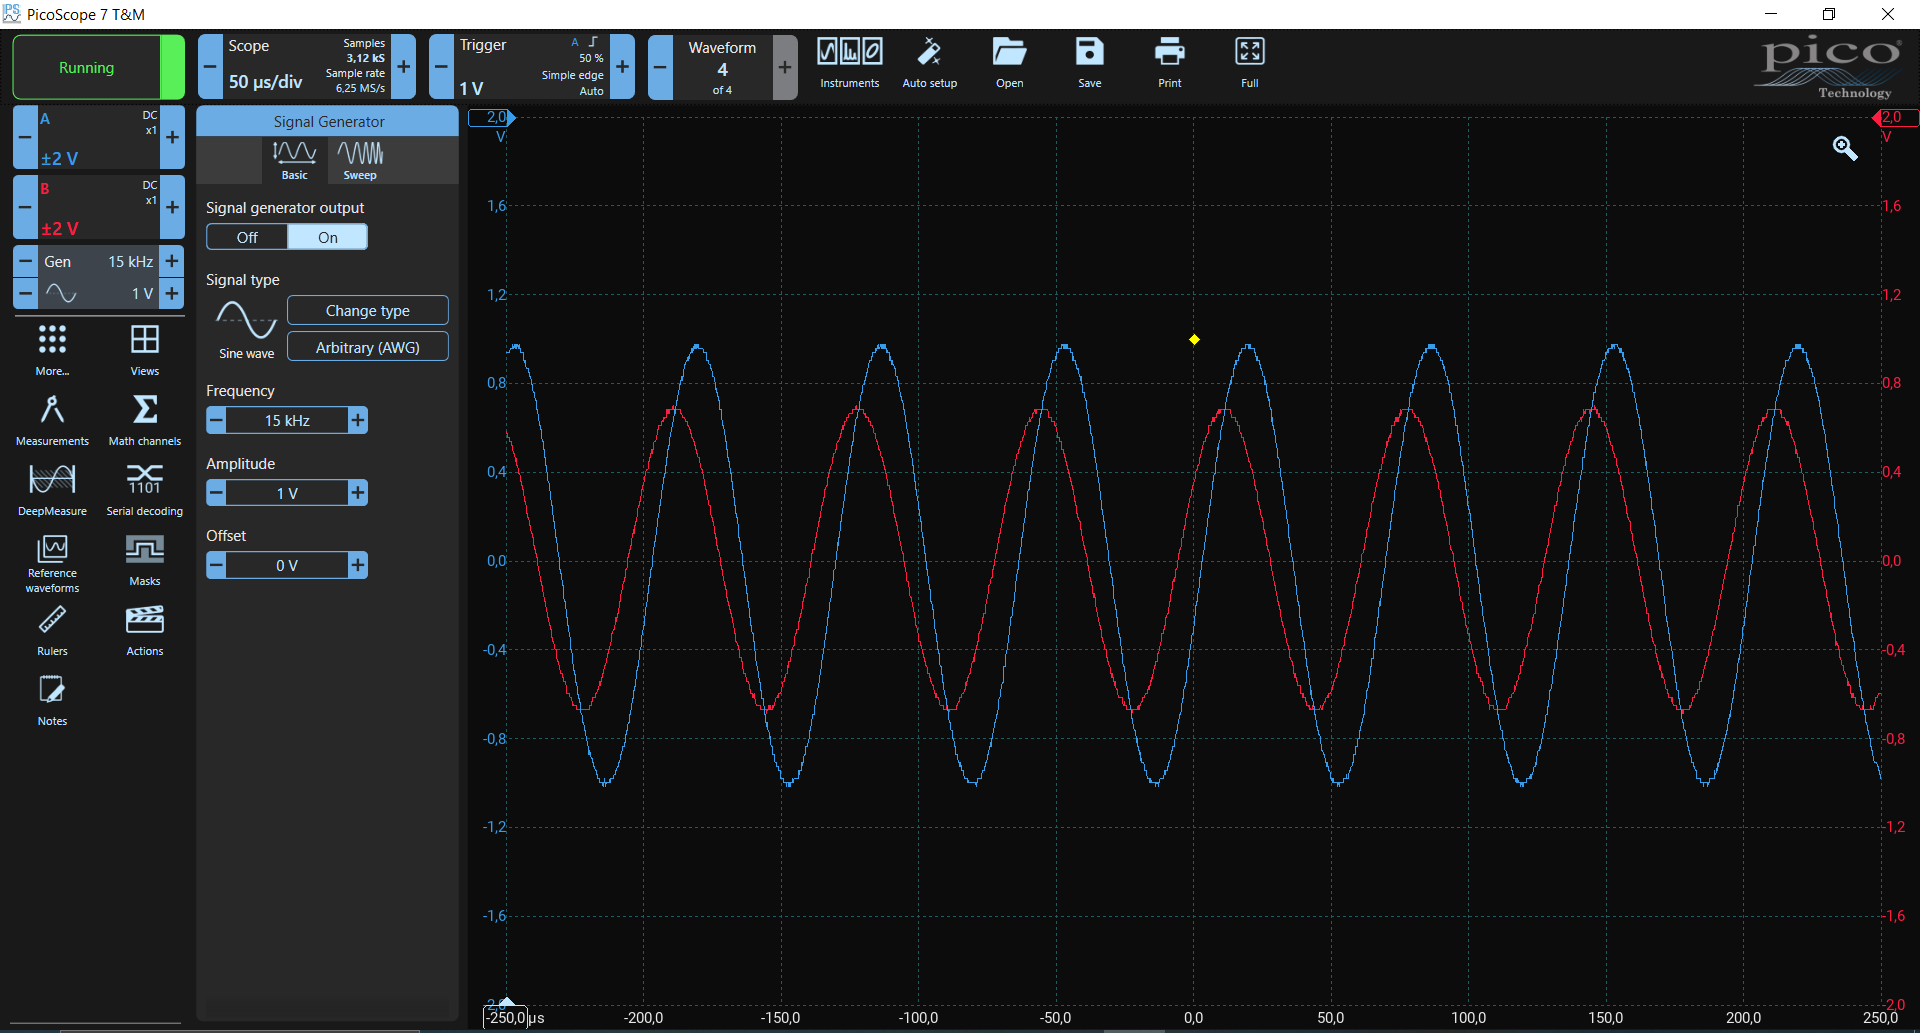 PicoScope 7 T&M
Running
Scope
50 µs/div
Samples
3,12 kS
Sample rate
6,25 MS/s
Trigger
1 V
A
50 %
Simple edge
Auto
Waveform
4
of 4
Instruments
Auto setup
Open
Save
Print
Full
pico
Technology
A
DC
x1
±2 V
B
DC
x1
±2 V
Gen 15 kHz
1 V
More...
Views
Measurements
Math channels
DeepMeasure
1101
Serial decoding
Reference
waveforms
Masks
Rulers
Actions
Notes
Signal Generator
Basic
Sweep
Signal generator output
Off
On
Signal type
Sine wave
Change type
Arbitrary (AWG)
Frequency
15 kHz
Amplitude
1 V
Offset
0 V
2,0
V
1,6
1,2
0,8
0,4
0,0
-0,4
-0,8
-1,2
-1,6
-2,0
2,0
V
1,6
1,2
0,8
0,4
0,0
-0,4
-0,8
-1,2
-1,6
-2,0
-250,0 µs
-200,0
-150,0
-100,0
-50,0
0,0
50,0
100,0
150,0
200,0
250,0